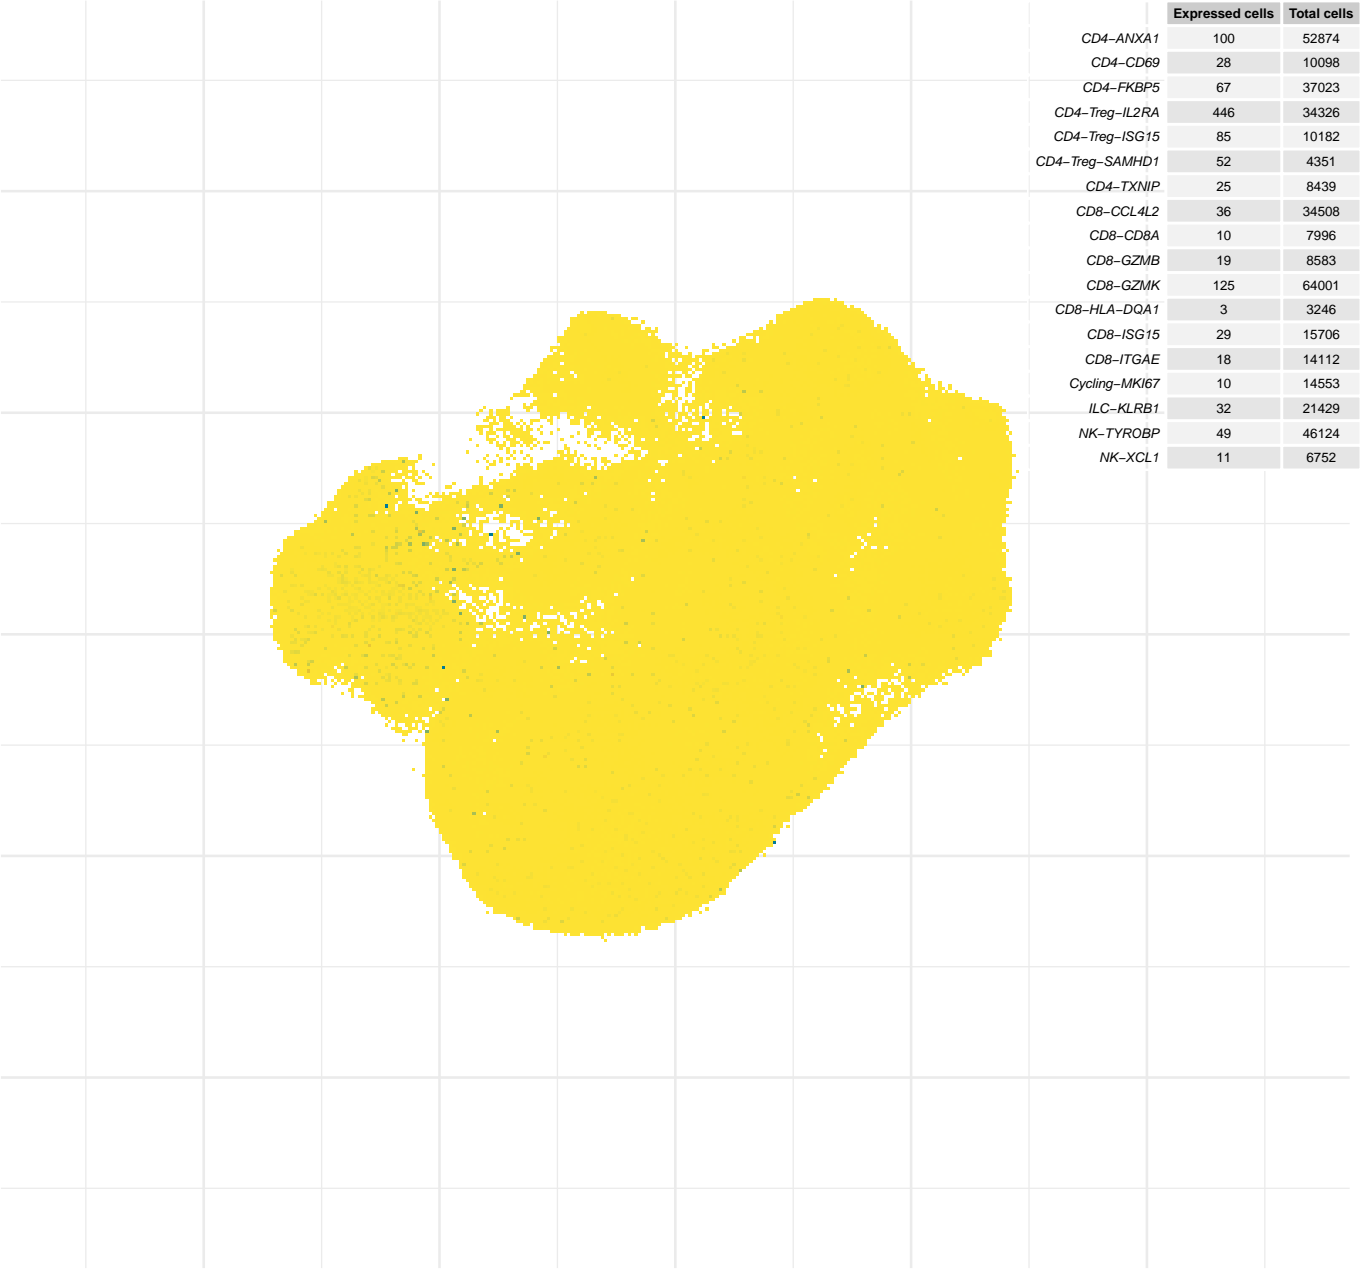 Expressed cells Total cells
CD4−ANXA1 100 52874
CD4−CD69 28 10098
CD4−FKBP5 67 37023
CD4−Treg−IL2RA 446 34326
CD4−Treg−ISG15 85 10182
CD4−Treg−SAMHD1 52 4351
CD4−TXNIP 25 8439
CD8−CCL4L2 36 34508
CD8−CD8A 10 7996
CD8−GZMB 19 8583
CD8−GZMK 125 64001
CD8−HLA−DQA1 3 3246
CD8−ISG15 29 15706
CD8−ITGAE 18 14112
Cycling−MKI67 10 14553
ILC−KLRB1 32 21429
NK−TYROBP 49 46124
NK−XCL1 11 6752